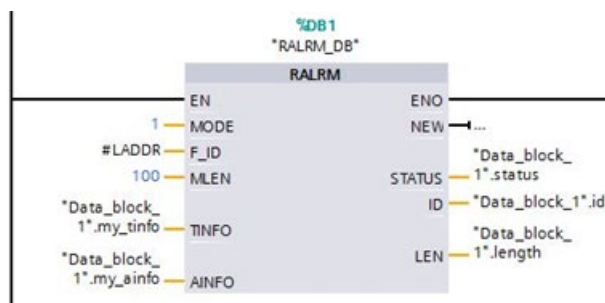 %DB1
"RALRM_DB"
RALRM
EN ENO
1 MODE NEW ...
#LADDR F_ID
100 MLEN
"Data_block_
1".status
STATUS
ID "Data_block_1".id
"Data_block_
1".my_tinfo
TINFO
"Data_block_
1".length
LEN
"Data_block_
1".my_ainfo
AINFO